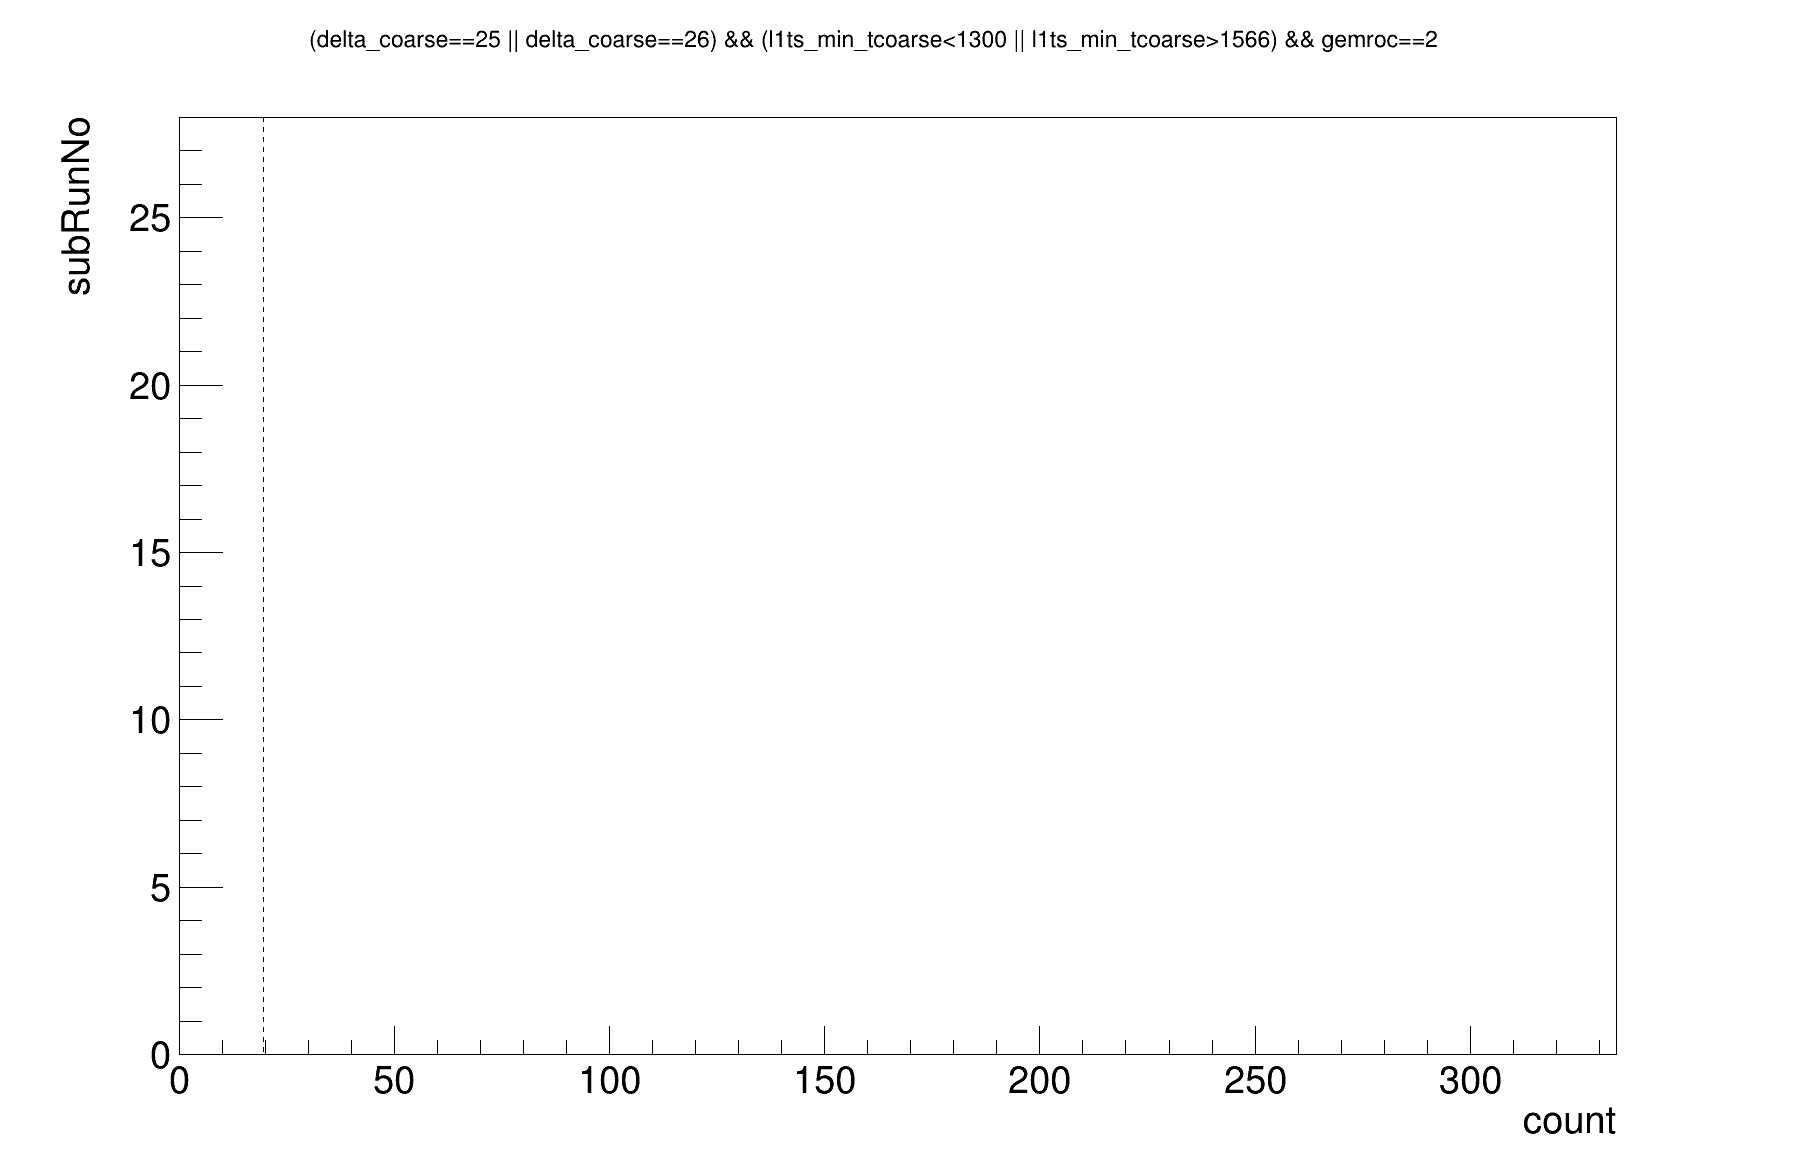 (delta_coarse==25 || delta_coarse==26) && (l1ts_min_tcoarse<1300 || l1ts_min_tcoarse>1566) && gemroc==2
subRunNo
25
20
15
10
5
0
0 50 100 150 200 250 300
count